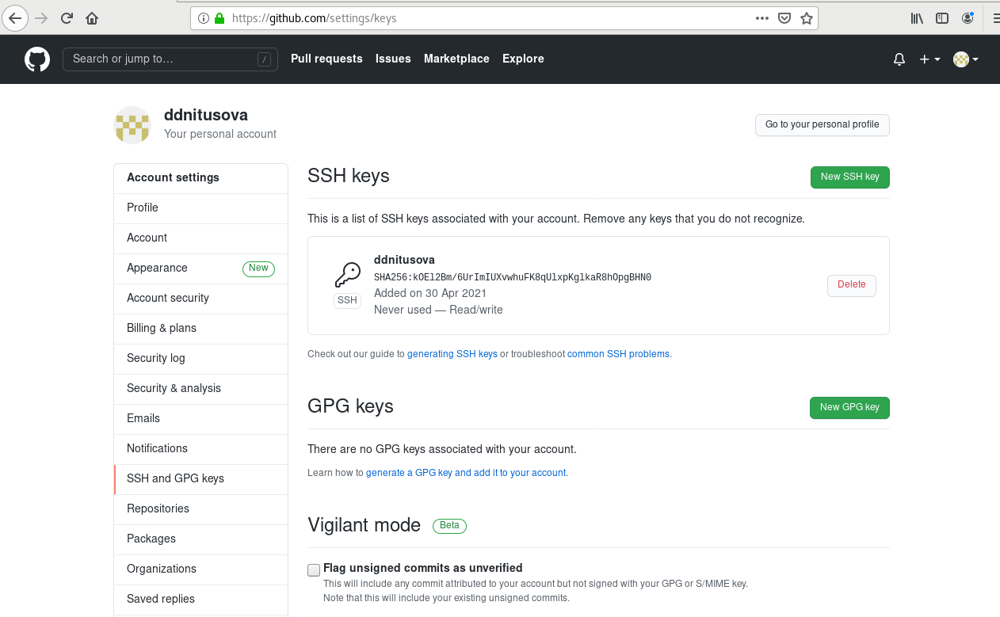 https://github.com/settings/keys
Search or jump to… /
Pull requests Issues Marketplace Explore
ddnitusova
Your personal account
Go to your personal profile
Account settings
Profile
Account
Appearance New
Account security
Billing & plans
Security log
Security & analysis
Emails
Notifications
SSH and GPG keys
Repositories
Packages
Organizations
Saved replies
SSH keys
New SSH key
This is a list of SSH keys associated with your account. Remove any keys that you do not recognize.
ddnitusova
SHA256:kOEl2Bm/6UrImIUXvwhuFK8qUlxpKglkaR8hOpgBHN0
Added on 30 Apr 2021
Never used — Read/write
SSH
Delete
Check out our guide to generating SSH keys or troubleshoot common SSH problems.
GPG keys
New GPG key
There are no GPG keys associated with your account.
Learn how to generate a GPG key and add it to your account.
Vigilant mode Beta
Flag unsigned commits as unverified
This will include any commit attributed to your account but not signed with your GPG or S/MIME key.
Note that this will include your existing unsigned commits.